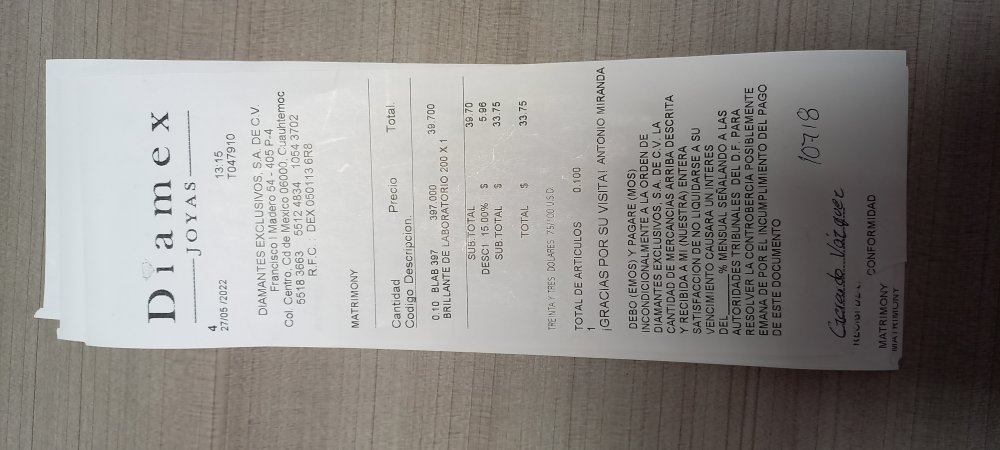 Diamex
JOYAS
4
27/05/2022 13:15
T047910
DIAMANTES EXCLUSIVOS, S.A. DE C.V.
Francisco I Madero 54 - 405 P-4
Col. Centro, Cd de Mexico 06000, Cuauhtemoc
5518 3663 5512 4834 1054 3702
R.F.C. : DEX 050113 6R8
MATRIMONY
Cantidad Precio Total.
Codigo Descripcion.
0.10 BLAB 397 397.000 39.700
BRILLANTE DE LABORATORIO 200 X 1
SUB.TOTAL 39.70
DESC1 15.00% $ 5.96
SUB.TOTAL $ 33.75
TOTAL $ 33.75
TREINTA Y TRES DOLARES 75/100 U.S.D.
TOTAL DE ARTICULOS 0.100
1
¡GRACIAS POR SU VISITA! ANTONIO MIRANDA
DEBO (EMOS) Y PAGARE (MOS)
INCONDICIONALMENTE A LA ORDEN DE
DIAMANTES EXCLUSIVOS, S.A. DE C.V. LA
CANTIDAD DE MERCANCIAS ARRIBA DESCRITA
Y RECIBIDA A MI (NUESTRA) ENTERA
SATISFACCION DE NO LIQUIDARSE A SU
VENCIMIENTO CAUSARA UN INTERES
DEL ______% MENSUAL SEÑALANDO A LAS
AUTORIDADES TRIBUNALES DEL D.F. PARA
RESOLVER LA CONTROBERCIA POSIBLEMENTE
EMANA DE POR EL INCUMPLIMIENTO DEL PAGO
DE ESTE DOCUMENTO
10718
Vazquez
CONFORMIDAD
MATRIMONY
MATRIMONY